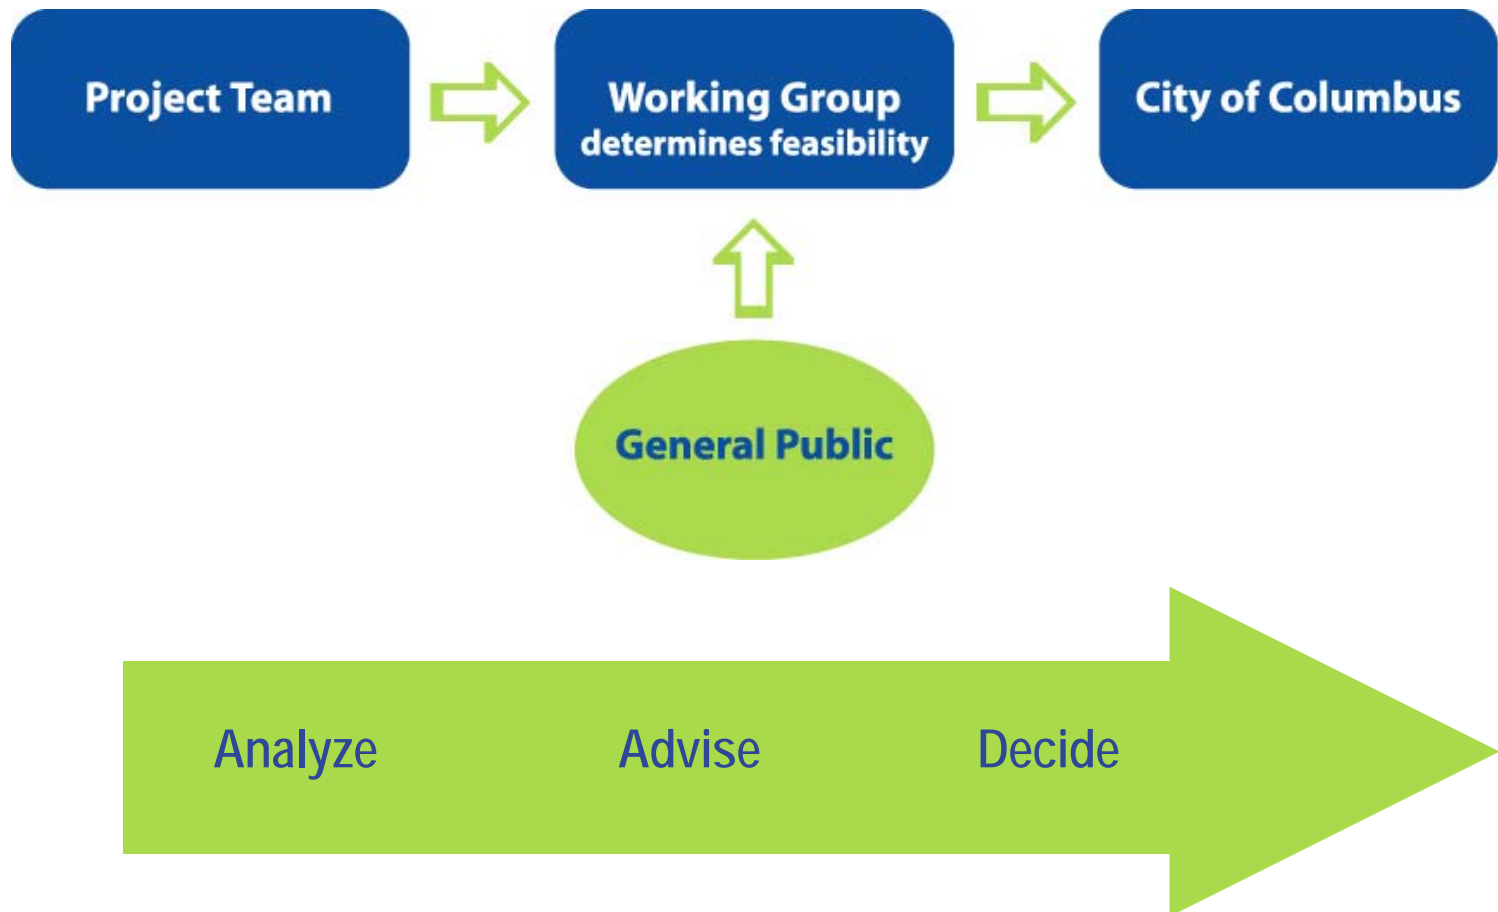 Project Team
Working Group
determines feasibility
City of Columbus
General Public
Analyze
Advise
Decide